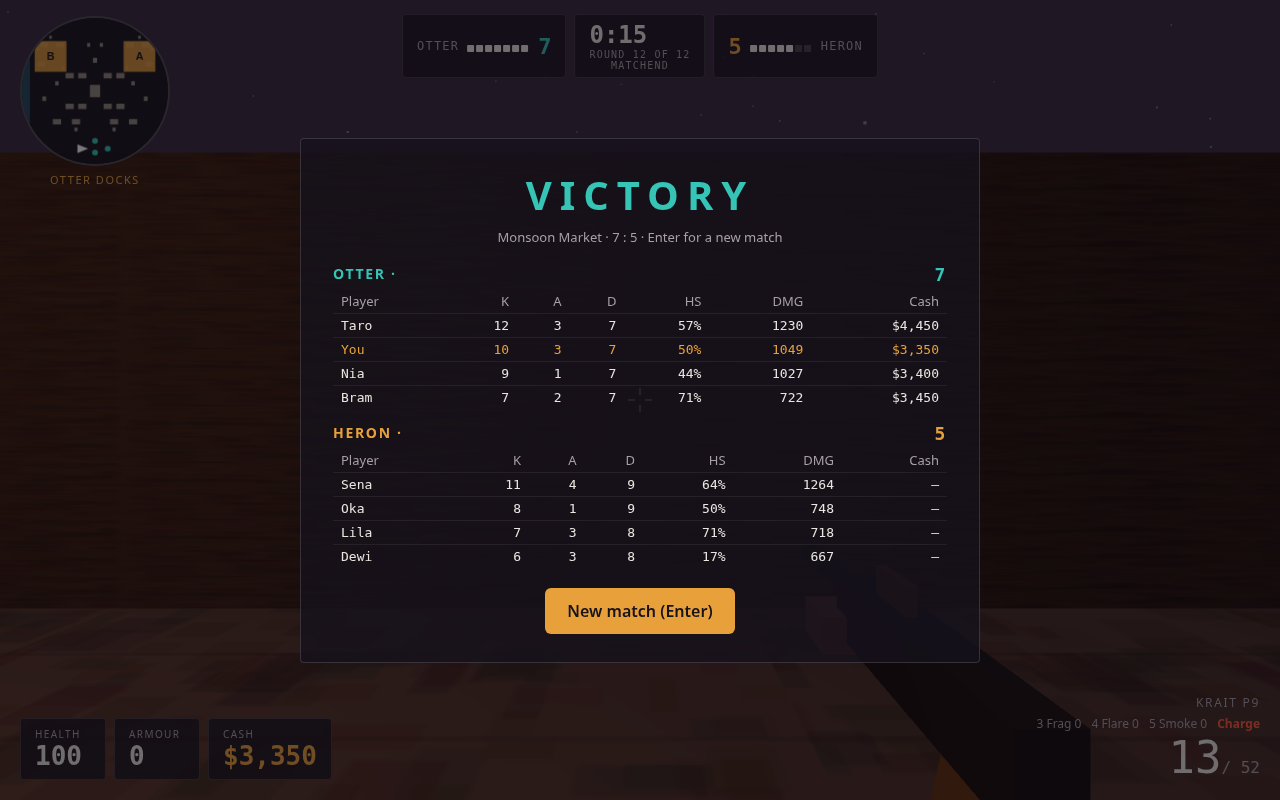 B A
OTTER DOCKS
OTTER 7
0:15
ROUND 12 OF 12
MATCHEND
5 HERON
VICTORY
Monsoon Market · 7 : 5 · Enter for a new match
OTTER · 7
Player K A D HS DMG Cash
Taro 12 3 7 57% 1230 $4,450
You 10 3 7 50% 1049 $3,350
Nia 9 1 7 44% 1027 $3,400
Bram 7 2 7 71% 722 $3,450
HERON · 5
Player K A D HS DMG Cash
Sena 11 4 9 64% 1264 –
Oka 8 1 9 50% 748 –
Lila 7 3 8 71% 718 –
Dewi 6 3 8 17% 667 –
New match (Enter)
HEALTH
100
ARMOUR
0
CASH
$3,350
KRAIT P9
3 Frag 0 4 Flare 0 5 Smoke 0 Charge
13 / 52